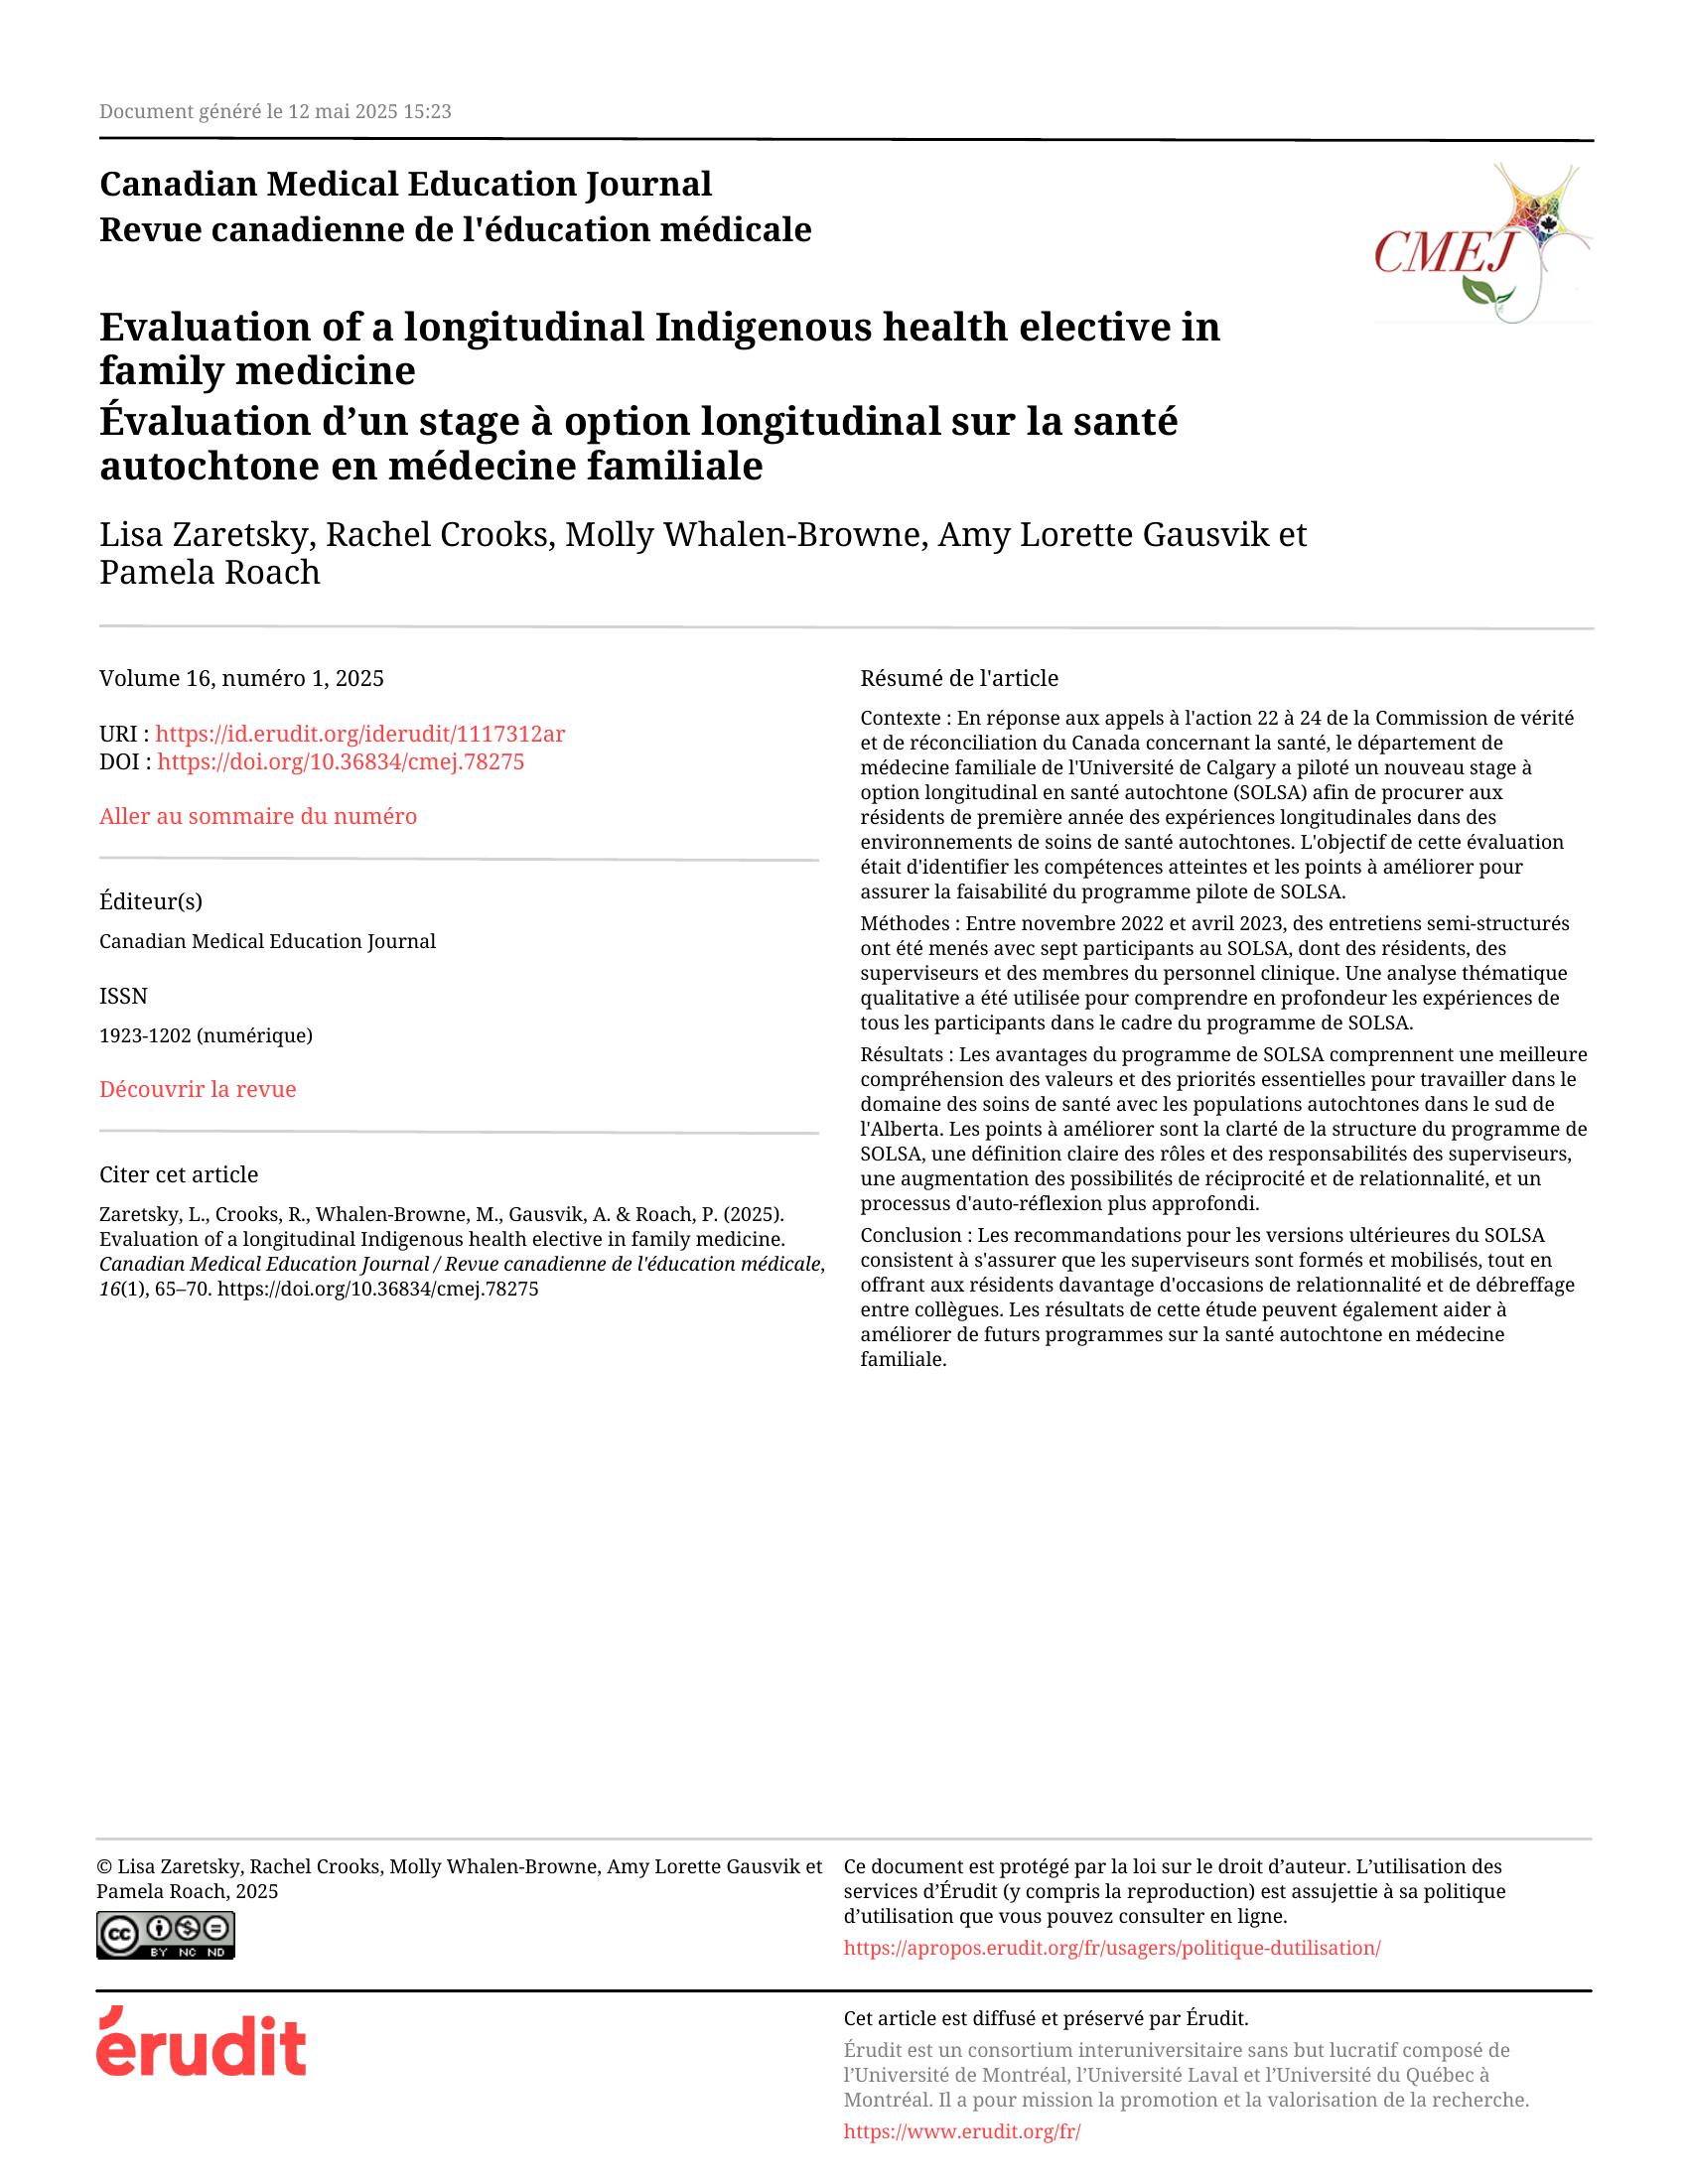 Document généré le 12 mai 2025 15:23
Canadian Medical Education Journal
Revue canadienne de l'éducation médicale
CMEJ
Evaluation of a longitudinal Indigenous health elective in
family medicine
Évaluation d’un stage à option longitudinal sur la santé
autochtone en médecine familiale
Lisa Zaretsky, Rachel Crooks, Molly Whalen-Browne, Amy Lorette Gausvik et
Pamela Roach
Volume 16, numéro 1, 2025
URI : https://id.erudit.org/iderudit/1117312ar
DOI : https://doi.org/10.36834/cmej.78275
Aller au sommaire du numéro
Éditeur(s)
Canadian Medical Education Journal
ISSN
1923-1202 (numérique)
Découvrir la revue
Citer cet article
Zaretsky, L., Crooks, R., Whalen-Browne, M., Gausvik, A. & Roach, P. (2025).
Evaluation of a longitudinal Indigenous health elective in family medicine.
Canadian Medical Education Journal / Revue canadienne de l'éducation médicale,
16(1), 65–70. https://doi.org/10.36834/cmej.78275
Résumé de l'article
Contexte : En réponse aux appels à l'action 22 à 24 de la Commission de vérité
et de réconciliation du Canada concernant la santé, le département de
médecine familiale de l'Université de Calgary a piloté un nouveau stage à
option longitudinal en santé autochtone (SOLSA) afin de procurer aux
résidents de première année des expériences longitudinales dans des
environnements de soins de santé autochtones. L'objectif de cette évaluation
était d'identifier les compétences atteintes et les points à améliorer pour
assurer la faisabilité du programme pilote de SOLSA.
Méthodes : Entre novembre 2022 et avril 2023, des entretiens semi-structurés
ont été menés avec sept participants au SOLSA, dont des résidents, des
superviseurs et des membres du personnel clinique. Une analyse thématique
qualitative a été utilisée pour comprendre en profondeur les expériences de
tous les participants dans le cadre du programme de SOLSA.
Résultats : Les avantages du programme de SOLSA comprennent une meilleure
compréhension des valeurs et des priorités essentielles pour travailler dans le
domaine des soins de santé avec les populations autochtones dans le sud de
l'Alberta. Les points à améliorer sont la clarté de la structure du programme de
SOLSA, une définition claire des rôles et des responsabilités des superviseurs,
une augmentation des possibilités de réciprocité et de relationnalité, et un
processus d'auto-réflexion plus approfondi.
Conclusion : Les recommandations pour les versions ultérieures du SOLSA
consistent à s'assurer que les superviseurs sont formés et mobilisés, tout en
offrant aux résidents davantage d'occasions de relationnalité et de débreffage
entre collègues. Les résultats de cette étude peuvent également aider à
améliorer de futurs programmes sur la santé autochtone en médecine
familiale.
© Lisa Zaretsky, Rachel Crooks, Molly Whalen-Browne, Amy Lorette Gausvik et
Pamela Roach, 2025
cc BY NC ND
Ce document est protégé par la loi sur le droit d’auteur. L’utilisation des
services d’Érudit (y compris la reproduction) est assujettie à sa politique
d’utilisation que vous pouvez consulter en ligne.
https://apropos.erudit.org/fr/usagers/politique-dutilisation/
érudit
Cet article est diffusé et préservé par Érudit.
Érudit est un consortium interuniversitaire sans but lucratif composé de
l’Université de Montréal, l’Université Laval et l’Université du Québec à
Montréal. Il a pour mission la promotion et la valorisation de la recherche.
https://www.erudit.org/fr/